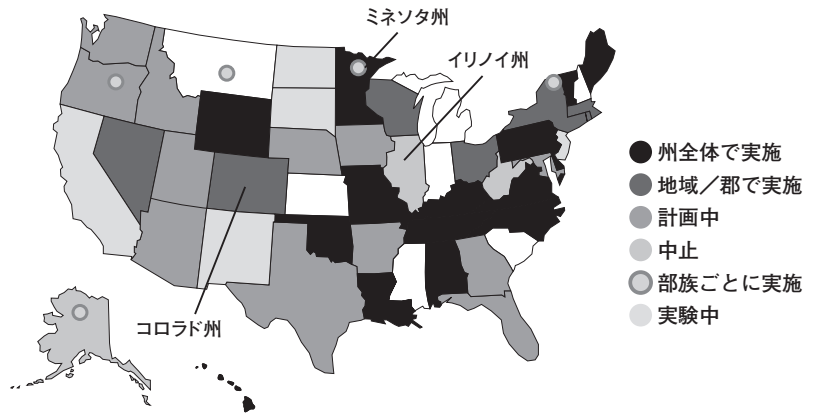 ミネソタ州
イリノイ州
コロラド州
州全体で実施
地域／郡で実施
計画中
中止
部族ごとに実施
実験中